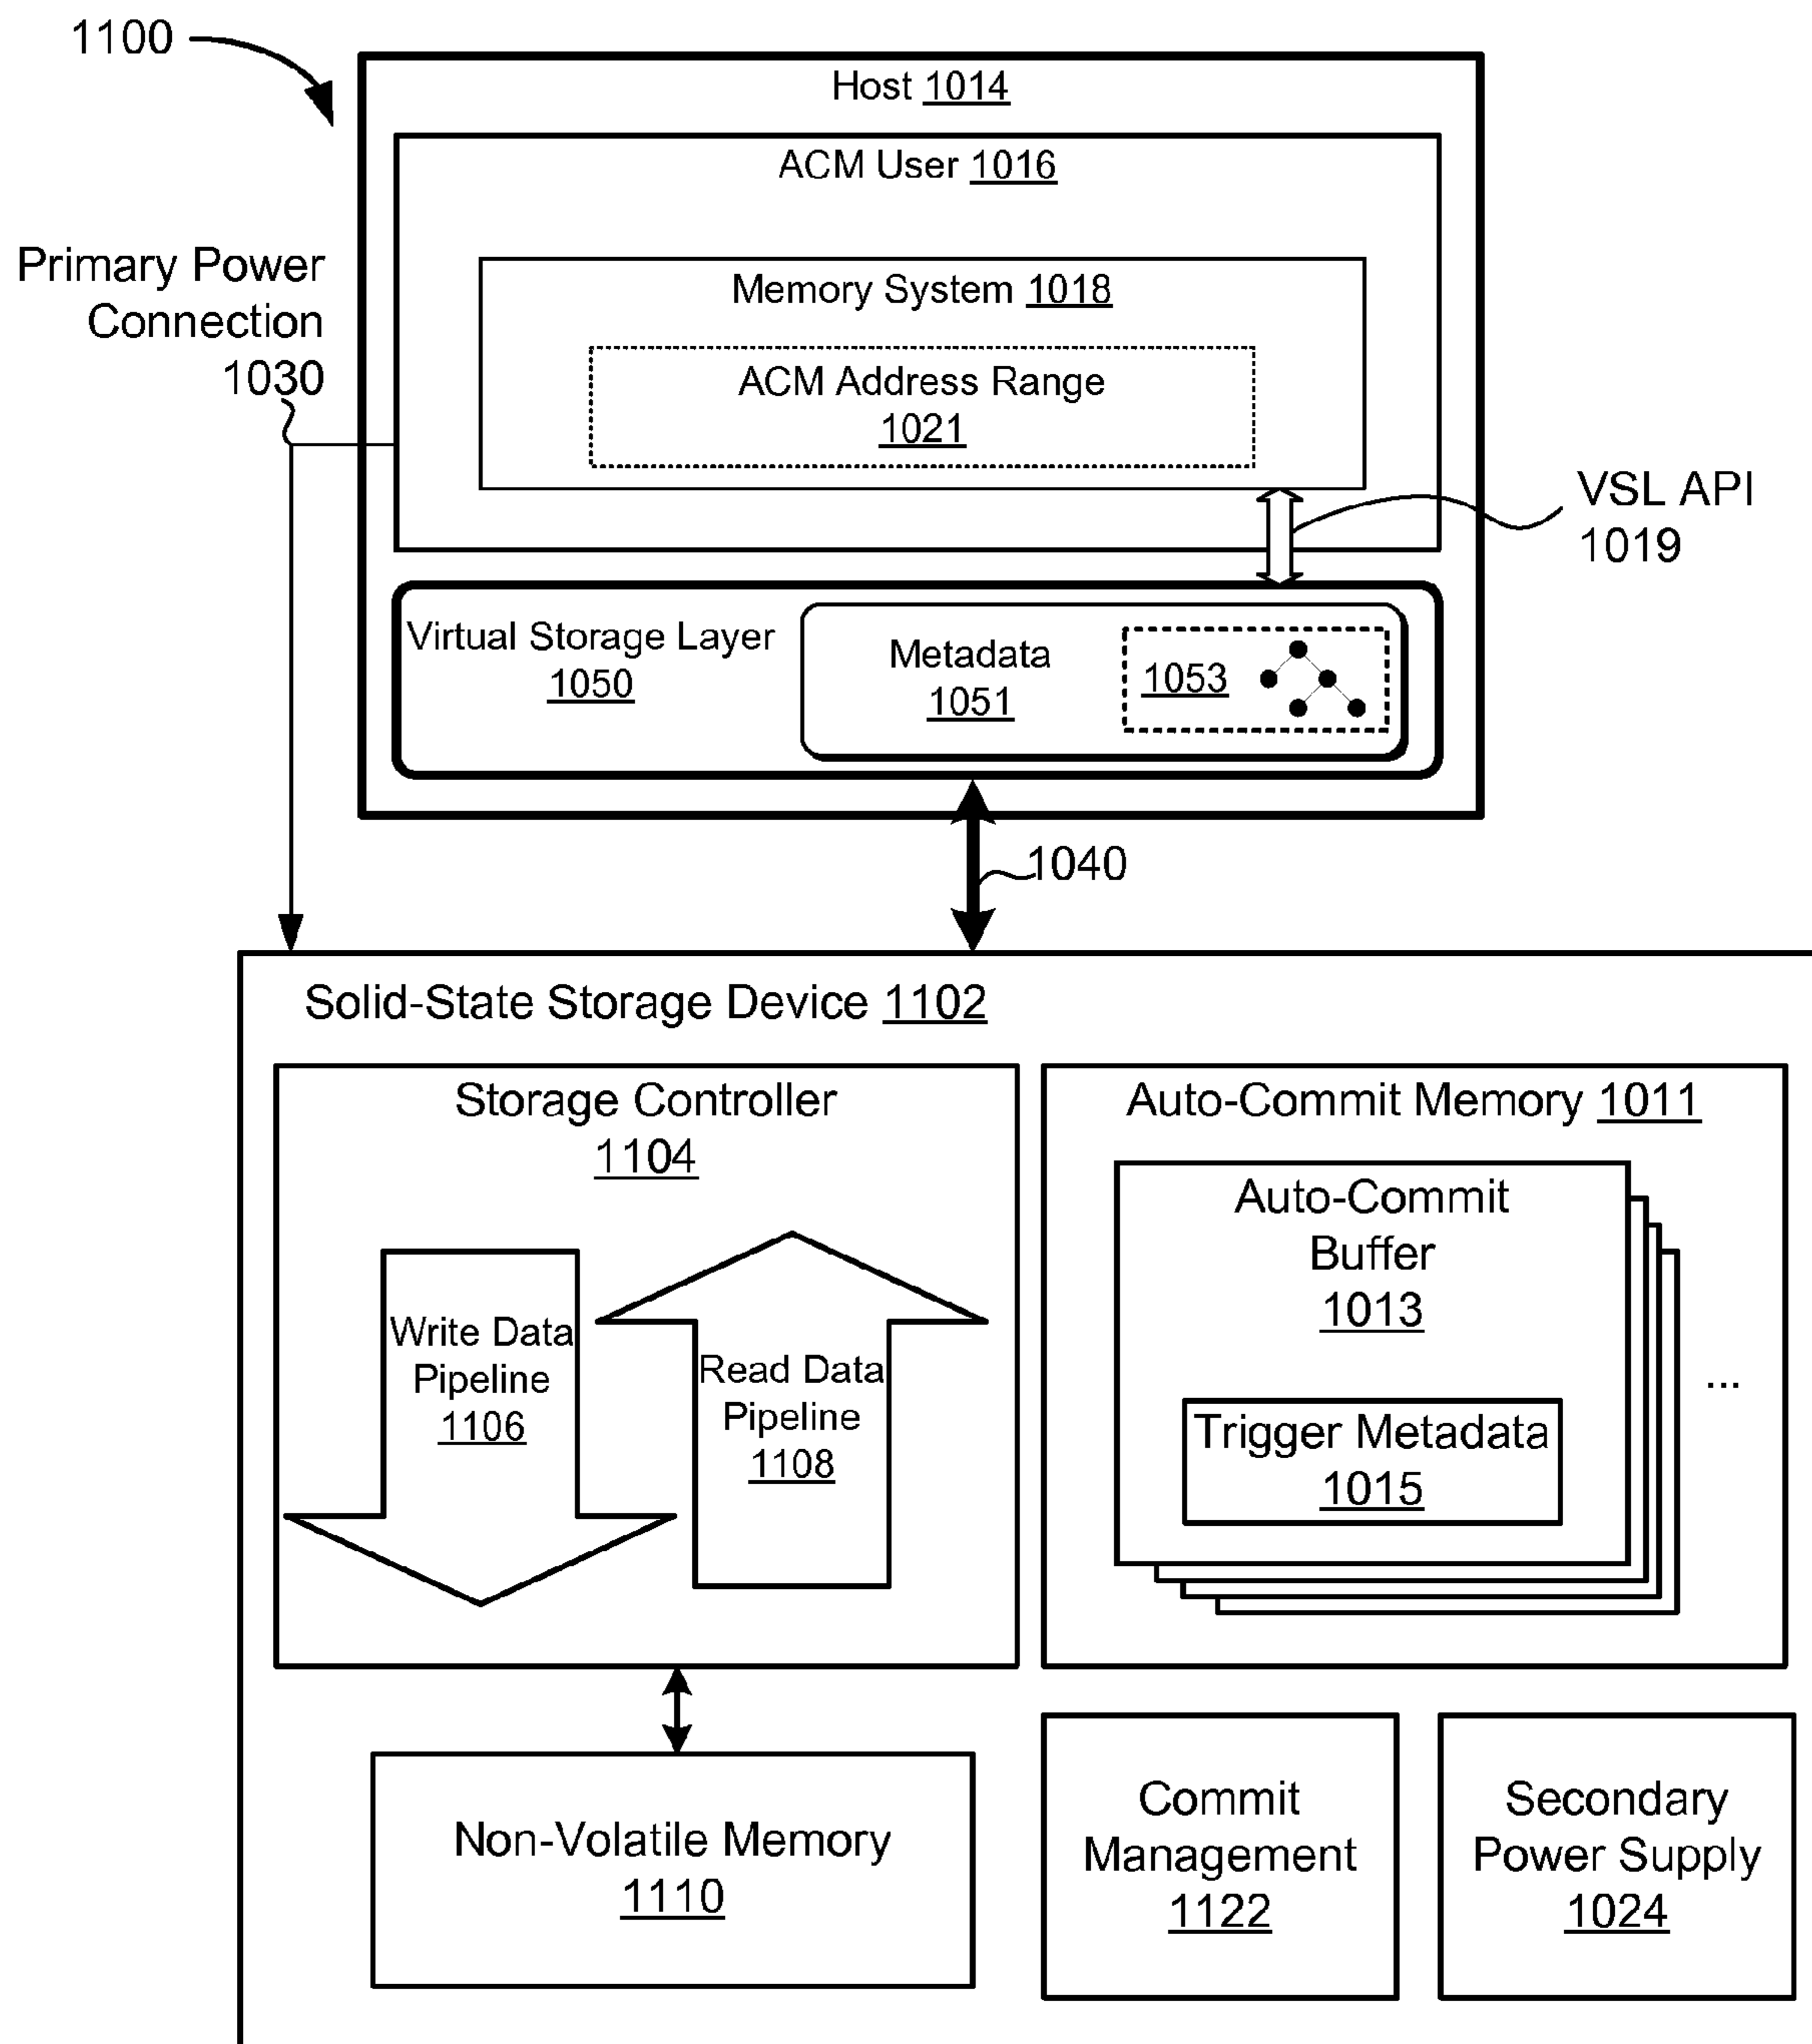 1100
Host 1014
ACM User 1016
Primary Power
Connection
1030
Memory System 1018
ACM Address Range
1021
VSL API
1019
Virtual Storage Layer
1050
Metadata
1051
1053
1040
Solid-State Storage Device 1102
Storage Controller
1104
Write Data
Pipeline
1106
Read Data
Pipeline
1108
Auto-Commit Memory 1011
Auto-Commit
Buffer
1013
Trigger Metadata
1015
...
Non-Volatile Memory
1110
Commit
Management
1122
Secondary
Power Supply
1024